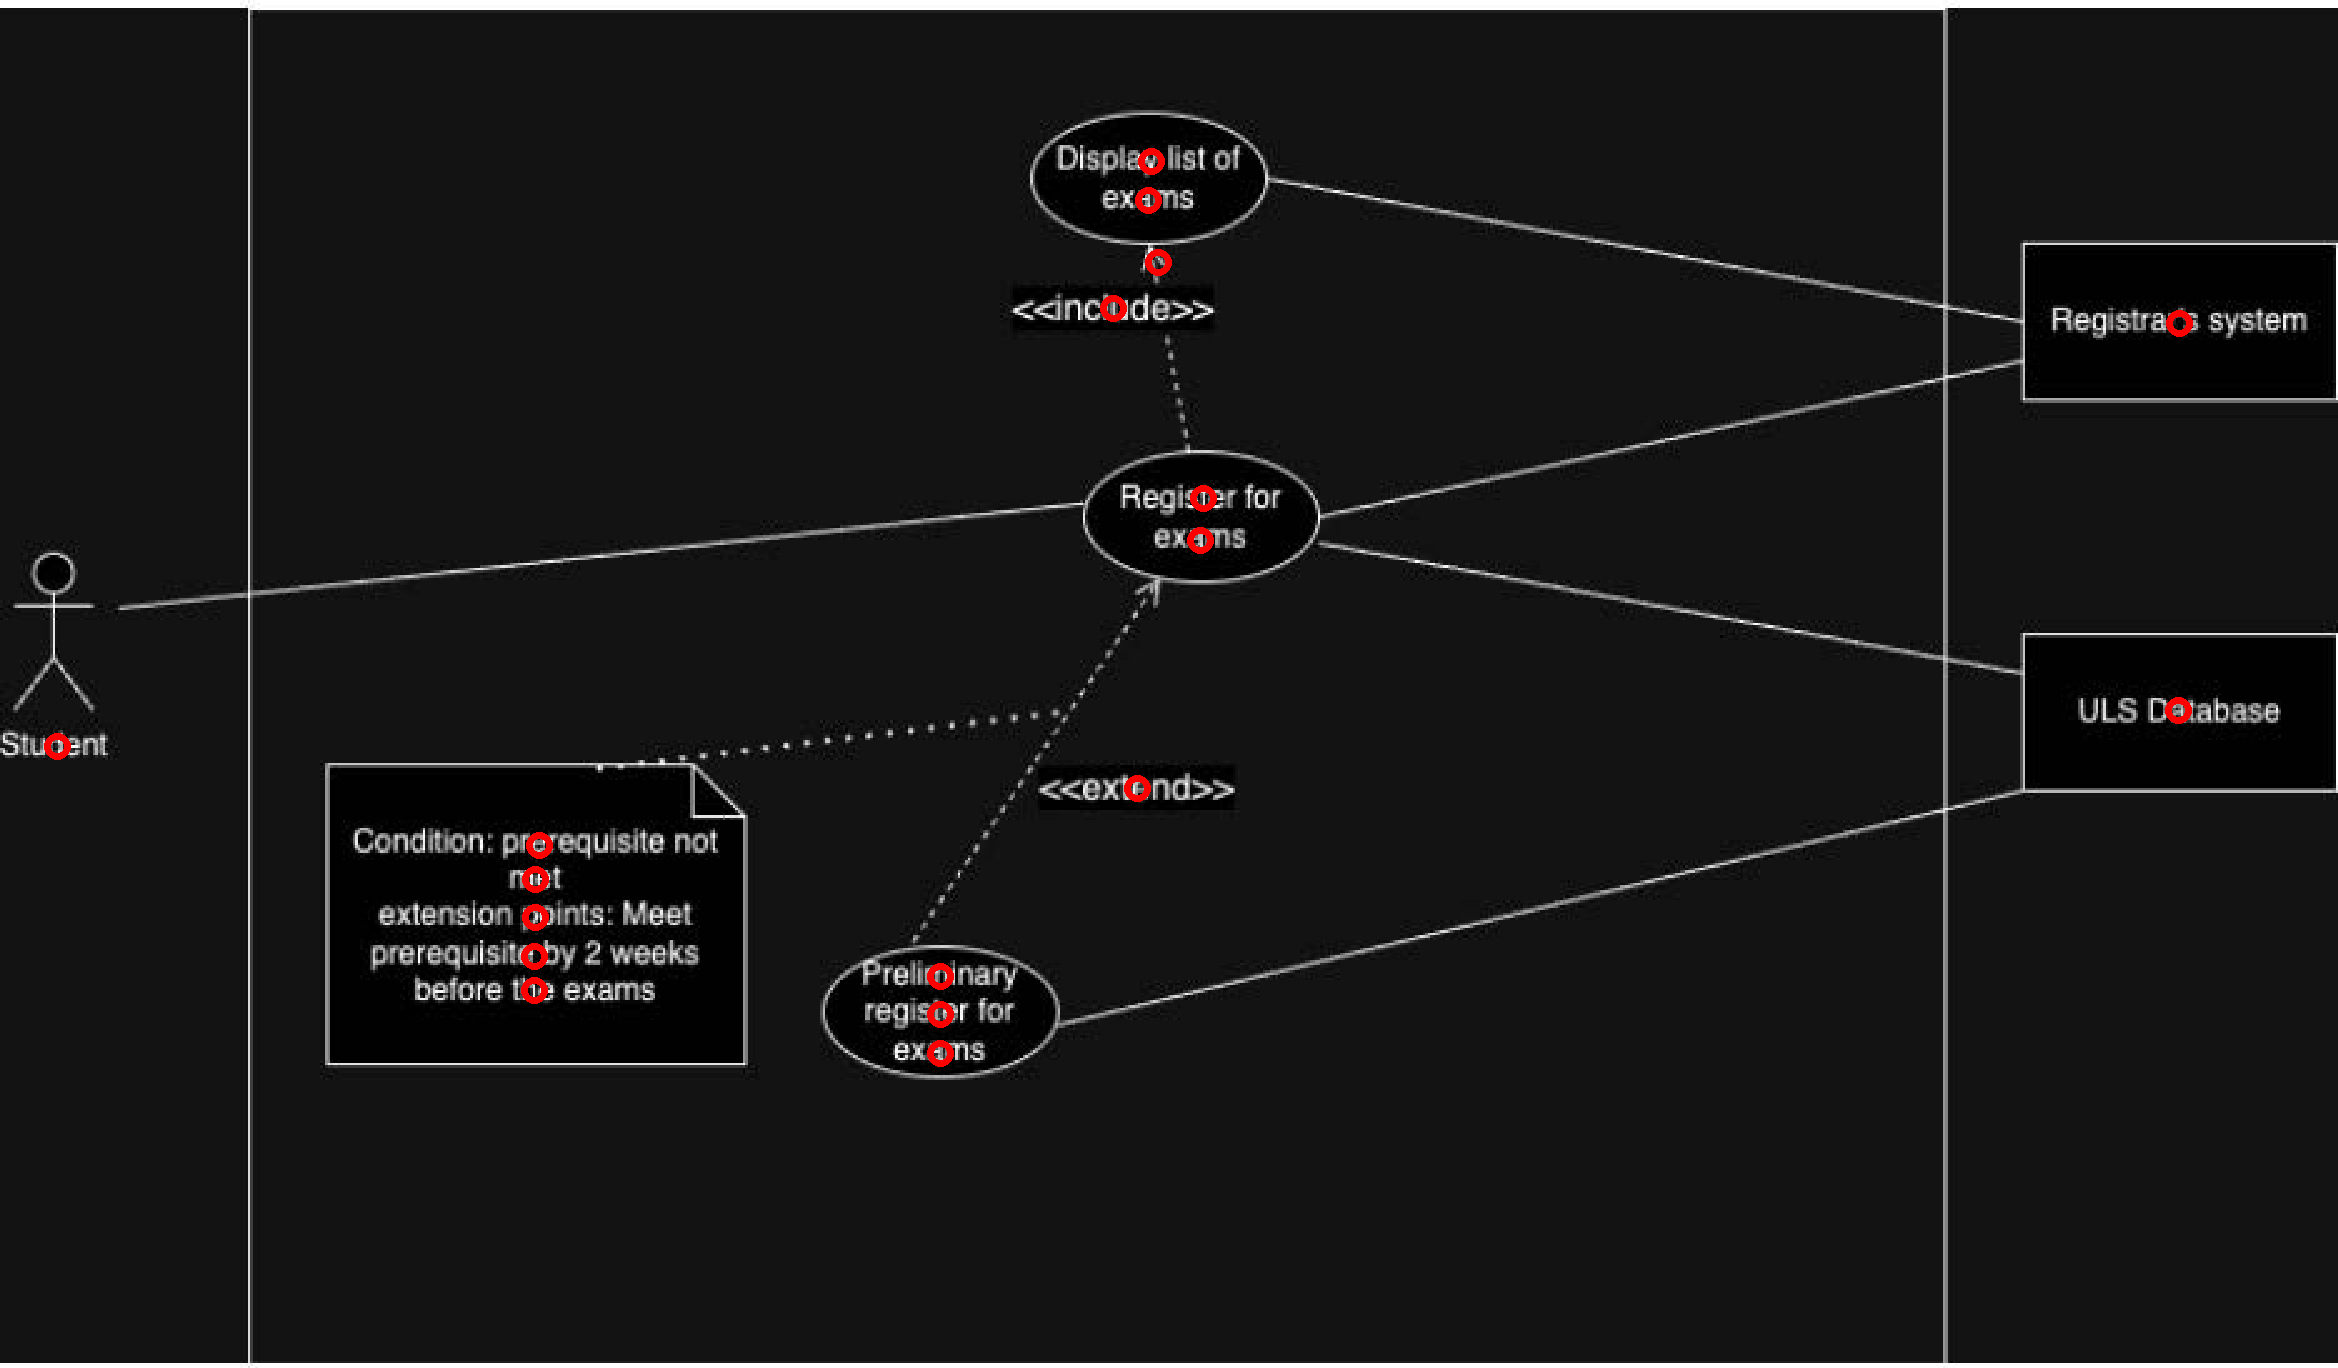 Display list of
exams
<<include>>
Registrar's system
Register for
exams
Student
ULS Database
<<extend>>
Condition: prerequisite not
met
extension points: Meet
prerequisite by 2 weeks
before the exams
Preliminary
register for
exams